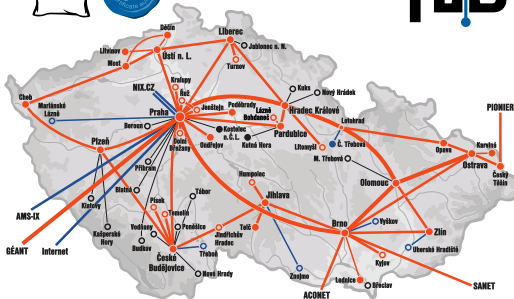 Děčín
Liberec
Litvínov
Jablonec n. N.
Most
Ústí n. L.
Turnov
Kralupy
NIX.CZ
Řež
Kuks
Nový Hrádek
Cheb
Mariánské
Lázně
Jenštejn
Poděbrady
Lázně
Bohdaneč
Hradec Králové
PIONIER
Praha
Letohrad
Beroun
Kostelec
n. Č. L.
Pardubice
Dolní
Břežany
Ondřejov
Kutná Hora
Litomyšl
Č. Třebová
Opava
Karviná
Plzeň
M. Třebová
Ostrava
Příbram
Český
Těšín
Humpolec
Olomouc
Blatná
Tábor
Jihlava
Klatovy
Písek
Temelín
AMS-IX
Vodňany
Poněšice
Jindřichův
Hradec
Telč
Brno
Vyškov
Zlín
Kašperské
Hory
Budkov
GÉANT
Internet
České
Budějovice
Třeboň
Uherské Hradiště
Kyjov
Nové Hrady
Znojmo
Lednice
Břeclav
SANET
ACONET